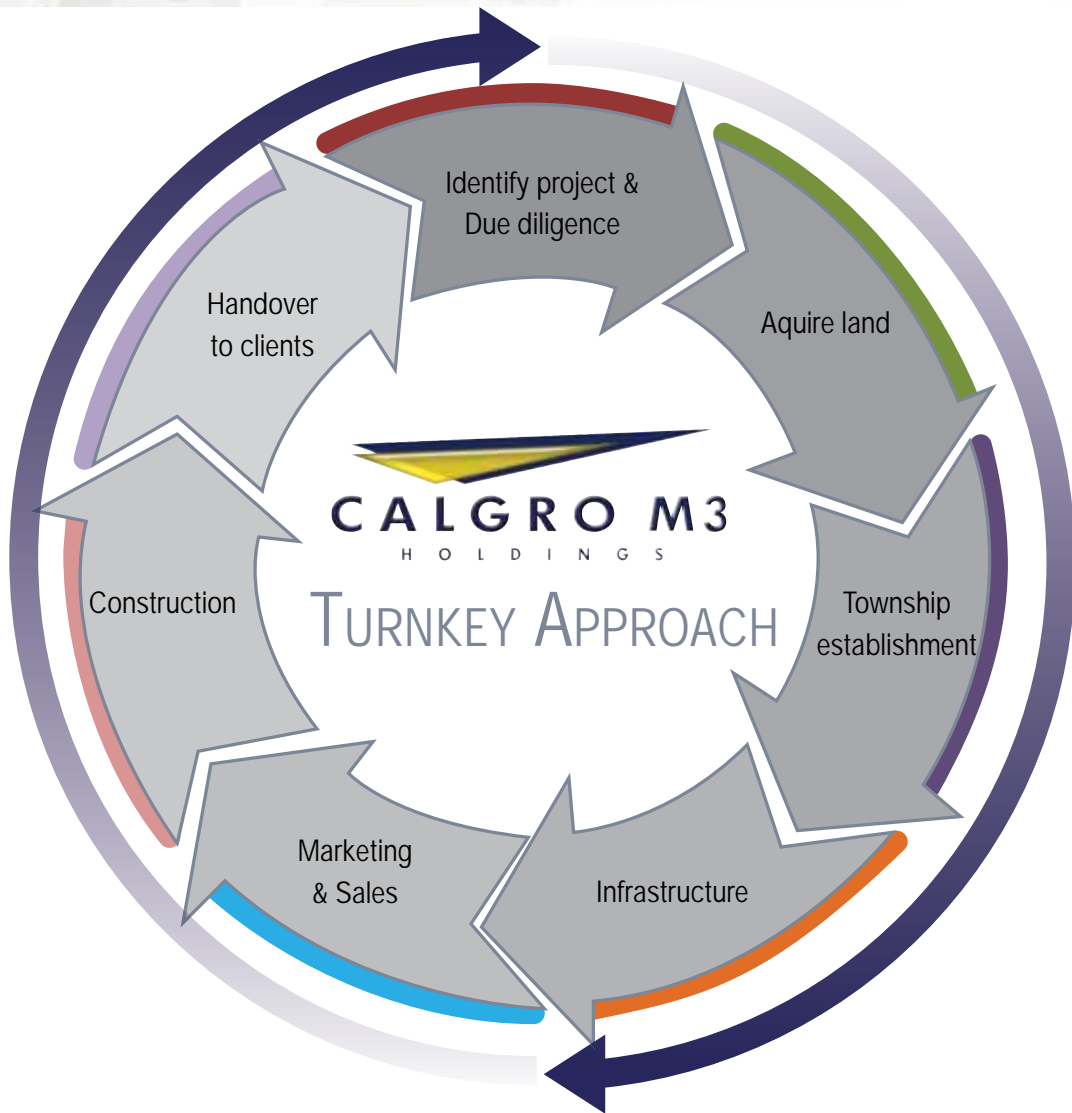 Identify project &
Due diligence
Aquire land
Township
establishment
Infrastructure
Marketing
& Sales
Construction
Handover
to clients
CALGRO M3
HOLDINGS
TURNKEY APPROACH